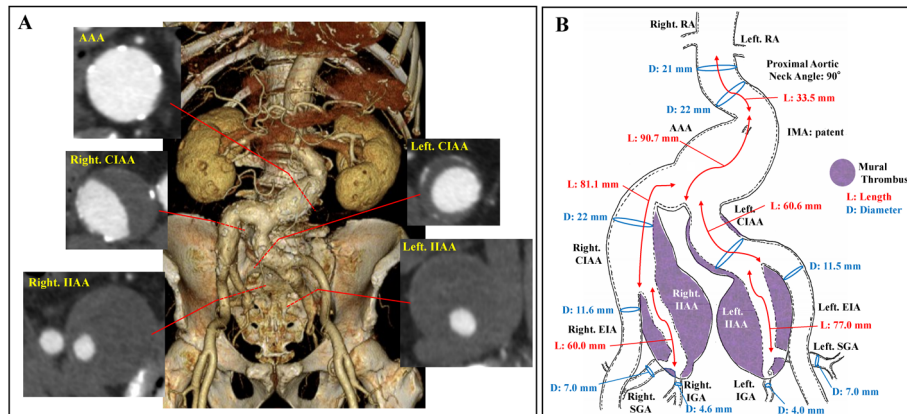 A
AAA
Right. CIAA
Left. CIAA
Left. IIAA
Right. IIAA
B
Right. RA
Left. RA
D: 21 mm
Proximal Aortic
Neck Angle: 90°
D: 22 mm
L: 33.5 mm
AAA
IMA: patent
L: 90.7 mm
Mural
Thrombus
L: Length
D: Diameter
L: 81.1 mm
L: 60.6 mm
D: 22 mm
Left.
CIAA
Right.
CIAA
D: 11.5 mm
Right.
IIAA
Left.
IIAA
D: 11.6 mm
Left. EIA
Right. EIA
L: 77.0 mm
L: 60.0 mm
Left. SGA
D: 7.0 mm
D: 7.0 mm
Right.
SGA
Right.
IGA
Left.
IGA
D: 4.6 mm
D: 4.0 mm